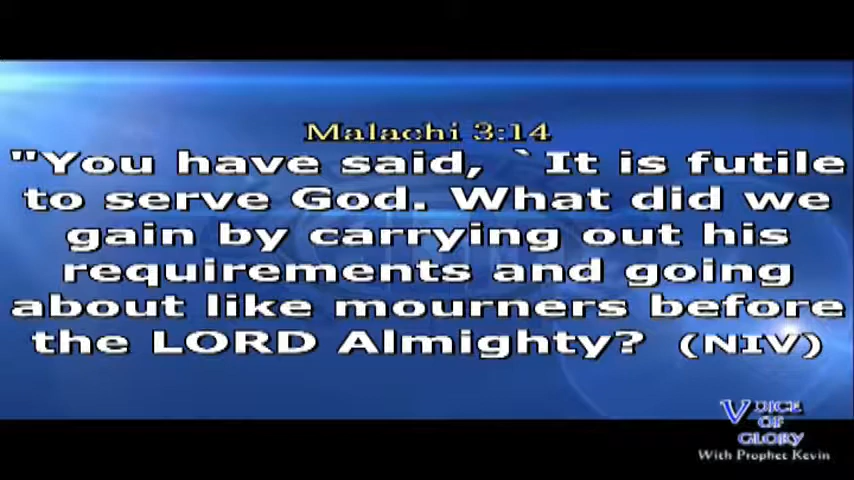 Malachi 3:14
"You have said, `It is futile
to serve God. What did we
gain by carrying out his
requirements and going
about like mourners before
the LORD Almighty? (NIV)
VOICE
OF
GLORY
With Prophet Kevin